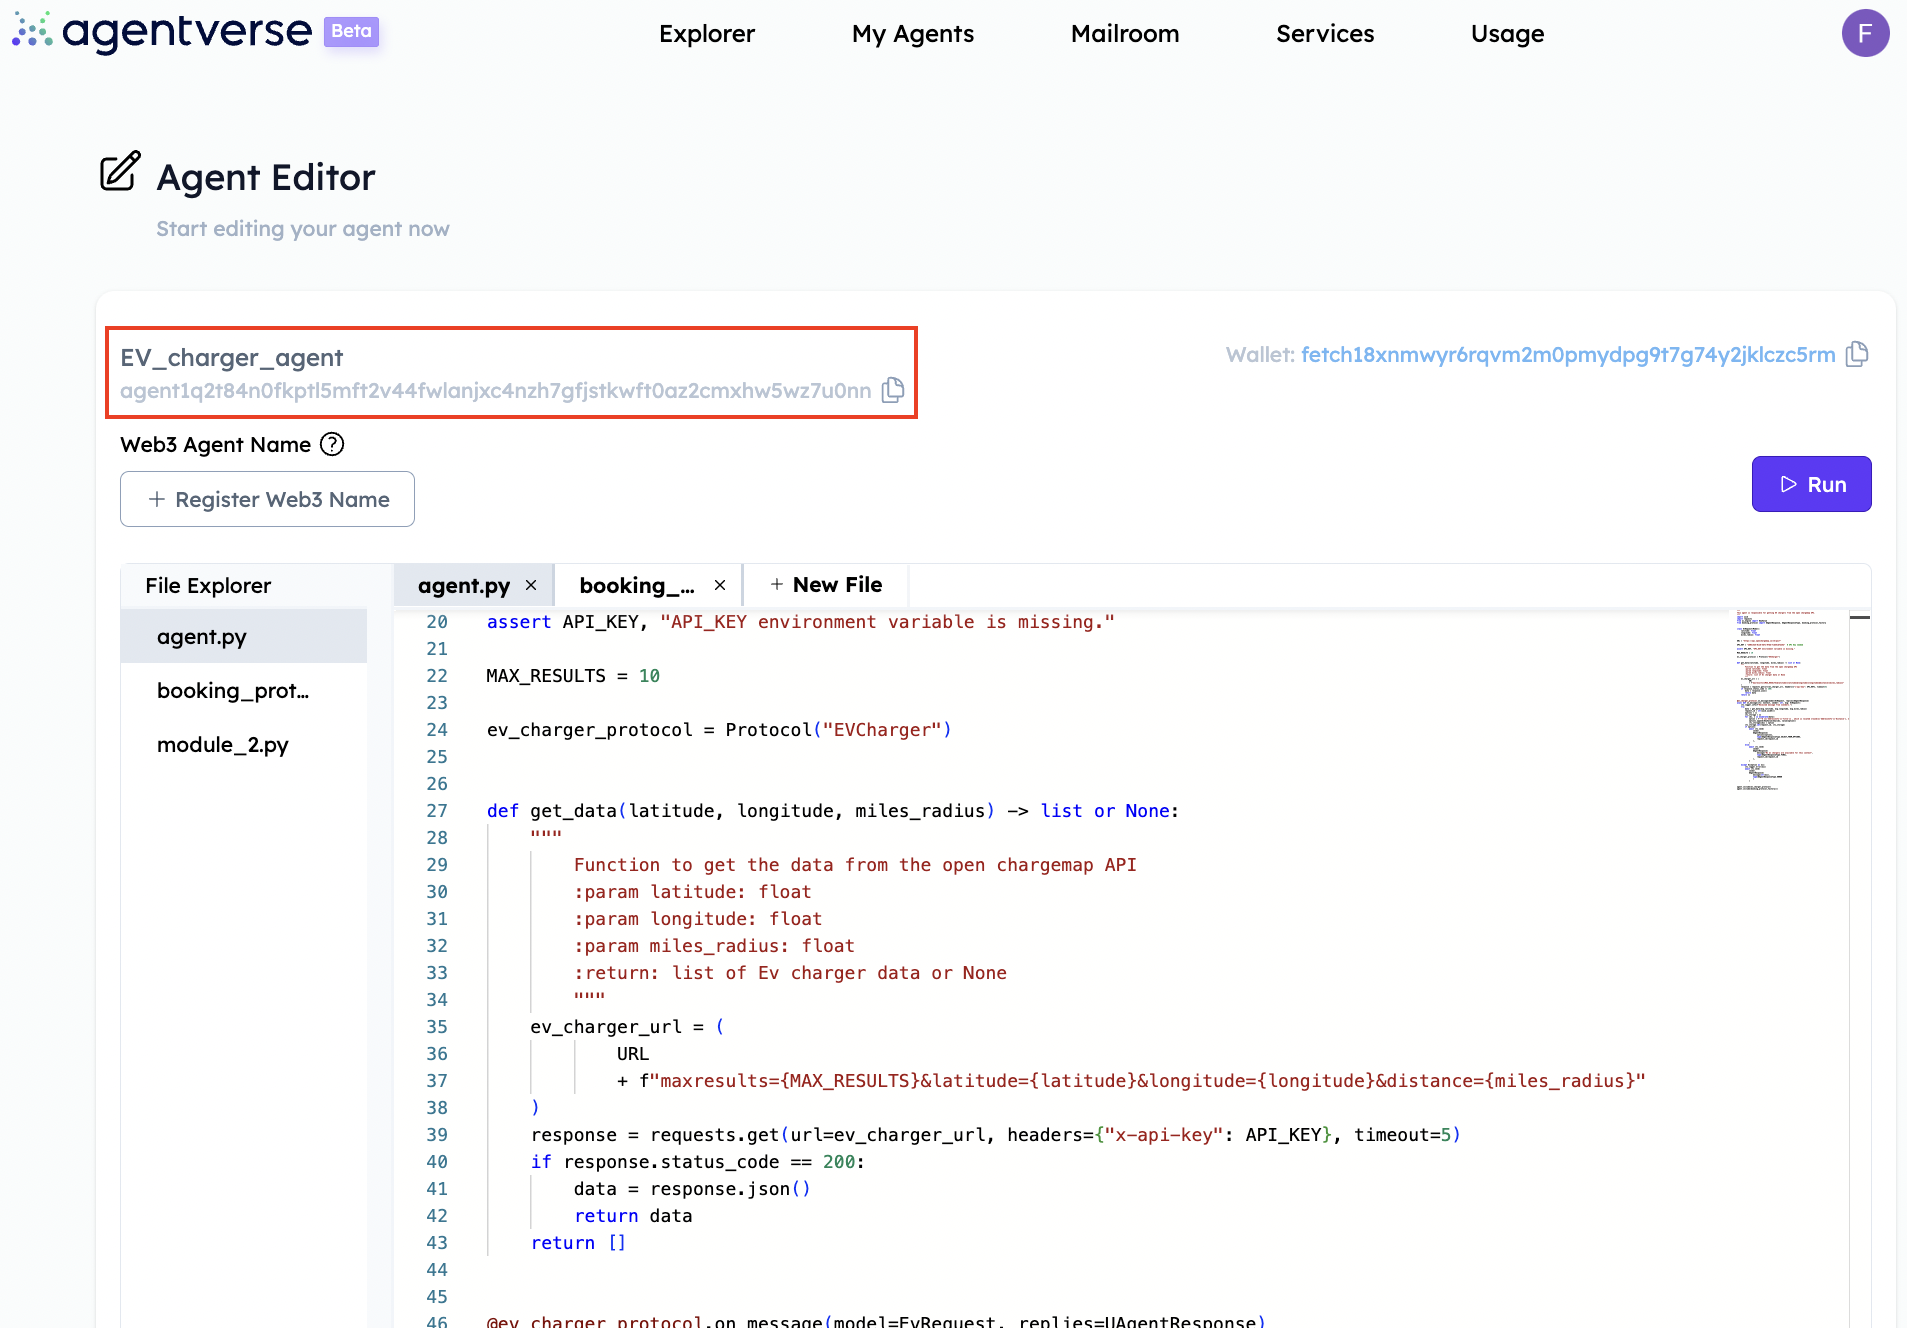 agentverse Beta
Explorer My Agents Mailroom Services Usage F
Agent Editor
Start editing your agent now
EV_charger_agent
agent1q2t84n0fkptl5mft2v44fwlanjxc4nzh7gfjstkwft0az2cmxhw5wz7u0nn
Wallet: fetch18xnmwyr6rqvm2m0pmydpg9t7g74y2jklczc5rm
Web3 Agent Name ?
+ Register Web3 Name
Run
File Explorer
agent.py
booking_prot...
module_2.py
agent.py × booking_... × + New File
20 assert API_KEY, "API_KEY environment variable is missing."
21
22 MAX_RESULTS = 10
23
24 ev_charger_protocol = Protocol("EVCharger")
25
26
27 def get_data(latitude, longitude, miles_radius) -> list or None:
28 """
29 Function to get the data from the open chargemap API
30 :param latitude: float
31 :param longitude: float
32 :param miles_radius: float
33 :return: list of Ev charger data or None
34 """
35 ev_charger_url = (
36 URL
37 + f"maxresults={MAX_RESULTS}&latitude={latitude}&longitude={longitude}&distance={miles_radius}"
38 )
39 response = requests.get(url=ev_charger_url, headers={"x-api-key": API_KEY}, timeout=5)
40 if response.status_code == 200:
41 data = response.json()
42 return data
43 return []
44
45
46 @ev_charger_protocol.on_message(model=EvRequest, replies=UAgentResponse)